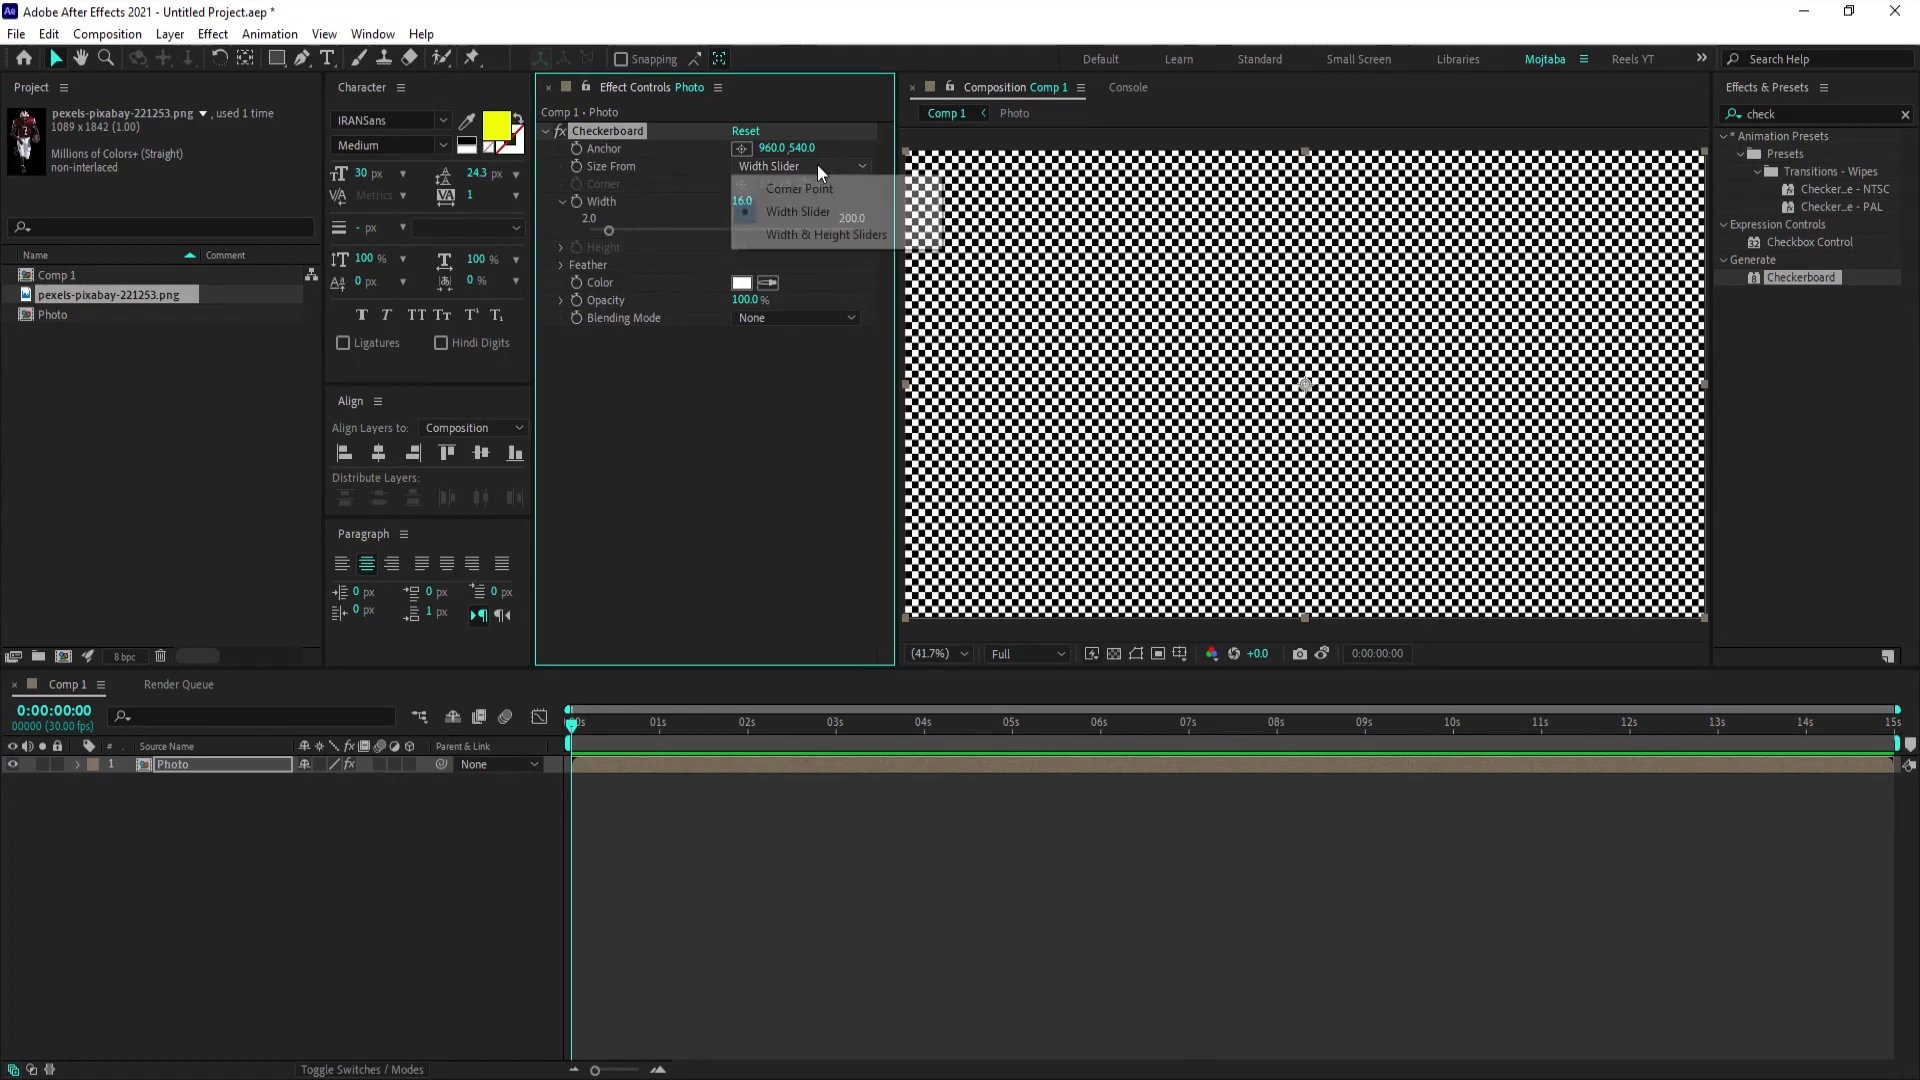 Ae Adobe After Effects 2021 - Untitled Project.aep *
File Edit Composition Layer Effect Animation View Window Help
Snapping
Default Learn Standard Small Screen Libraries Mojtaba Reels YT
Search Help
Project
pexels-pixabay-221253.png , used 1 time
1089 x 1842 (1.00)
Millions of Colors+ (Straight)
non-interlaced
Name Comment
Comp 1
pexels-pixabay-221253.png
Photo
8 bpc
Character
IRANSans
Medium
30 px 24.3 px
Metrics 1
- px
100 % 100 %
0 px 0 %
Ligatures Hindi Digits
Align
Align Layers to: Composition
Distribute Layers:
Paragraph
0 px 0 px 0 px
0 px 1 px
Effect Controls Photo
Comp 1 • Photo
fx Checkerboard Reset
Anchor 960.0 ,540.0
Size From Width Slider
Corner
Corner Point
Width 16.0
Width Slider
2.0 200.0
Width & Height Sliders
Height
Feather
Color
Opacity 100.0 %
Blending Mode None
Composition Comp 1 Console
Comp 1 Photo
(41.7%) Full +0.0 0:00:00:00
Effects & Presets
check
* Animation Presets
Presets
Transitions - Wipes
Checker...e - NTSC
Checker...e - PAL
Expression Controls
Checkbox Control
Generate
Checkerboard
Comp 1 Render Queue
0:00:00:00
00000 (30.00 fps)
00s 01s 02s 03s 04s 05s 06s 07s 08s 09s 10s 11s 12s 13s 14s 15s
# . Source Name fx Parent & Link
1 Photo fx None
Toggle Switches / Modes